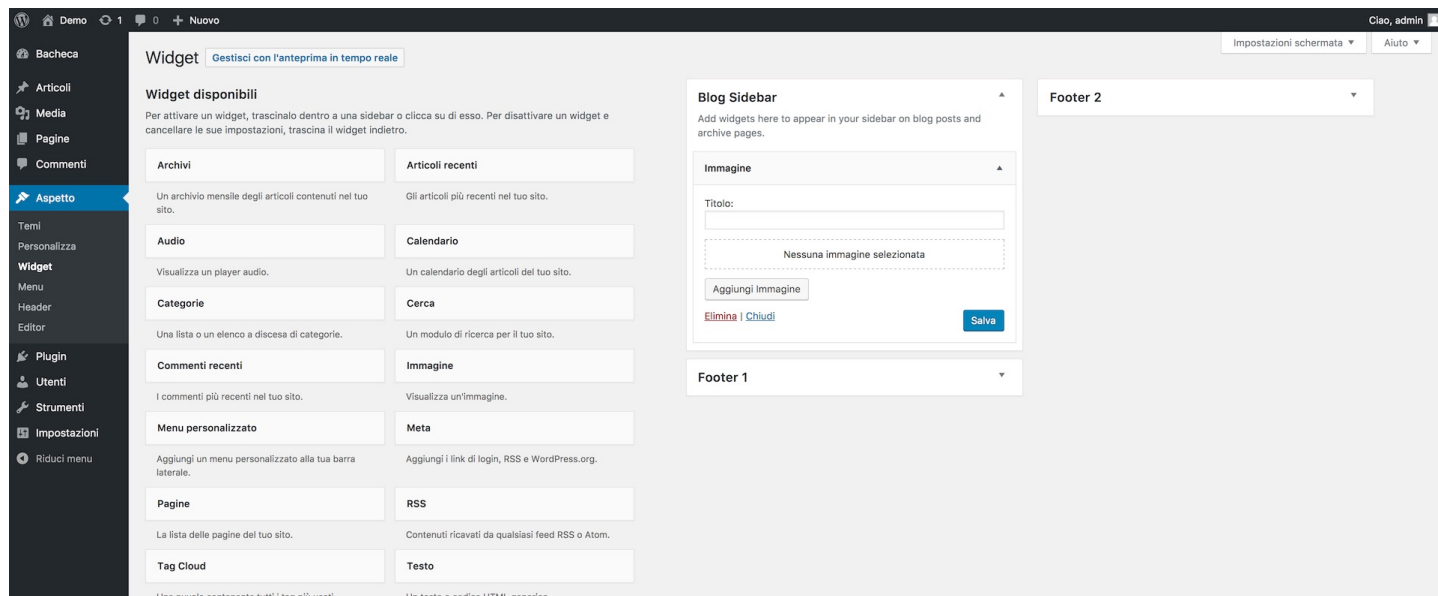 Demo 1 0 Nuovo
Ciao, admin
Bacheca
Articoli
Media
Pagine
Commenti
Aspetto
Temi
Personalizza
Widget
Menu
Header
Editor
Plugin
Utenti
Strumenti
Impostazioni
Riduci menu
Impostazioni schermata
Aiuto
Widget
Gestisci con l'anteprima in tempo reale
Widget disponibili
Per attivare un widget, trascinalo dentro a una sidebar o clicca su di esso. Per disattivare un widget e
cancellare le sue impostazioni, trascina il widget indietro.
Archivi
Un archivio mensile degli articoli contenuti nel tuo
sito.
Articoli recenti
Gli articoli più recenti nel tuo sito.
Audio
Visualizza un player audio.
Calendario
Un calendario degli articoli del tuo sito.
Categorie
Una lista o un elenco a discesa di categorie.
Cerca
Un modulo di ricerca per il tuo sito.
Commenti recenti
I commenti più recenti nel tuo sito.
Immagine
Visualizza un'immagine.
Menu personalizzato
Aggiungi un menu personalizzato alla tua barra
laterale.
Meta
Aggiungi i link di login, RSS e WordPress.org.
Pagine
La lista delle pagine del tuo sito.
RSS
Contenuti ricavati da qualsiasi feed RSS o Atom.
Tag Cloud
Testo
Blog Sidebar
Add widgets here to appear in your sidebar on blog posts and
archive pages.
Immagine
Titolo:
Nessuna immagine selezionata
Aggiungi Immagine
Elimina | Chiudi
Salva
Footer 1
Footer 2